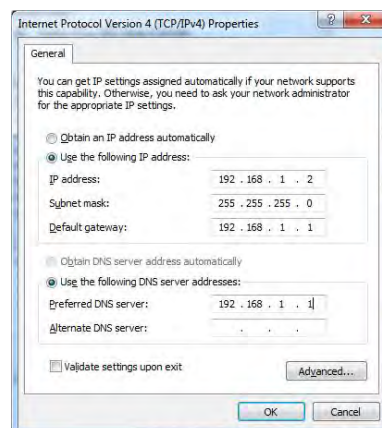 Internet Protocol Version 4 (TCP/IPv4) Properties
General
You can get IP settings assigned automatically if your network supports
this capability. Otherwise, you need to ask your network administrator
for the appropriate IP settings.
Obtain an IP address automatically
Use the following IP address:
IP address: 192 . 168 . 1 . 2
Subnet mask: 255 . 255 . 255 . 0
Default gateway: 192 . 168 . 1 . 1
Obtain DNS server address automatically
Use the following DNS server addresses:
Preferred DNS server: 192 . 168 . 1 . 1
Alternate DNS server: . . .
Validate settings upon exit
Advanced...
OK Cancel